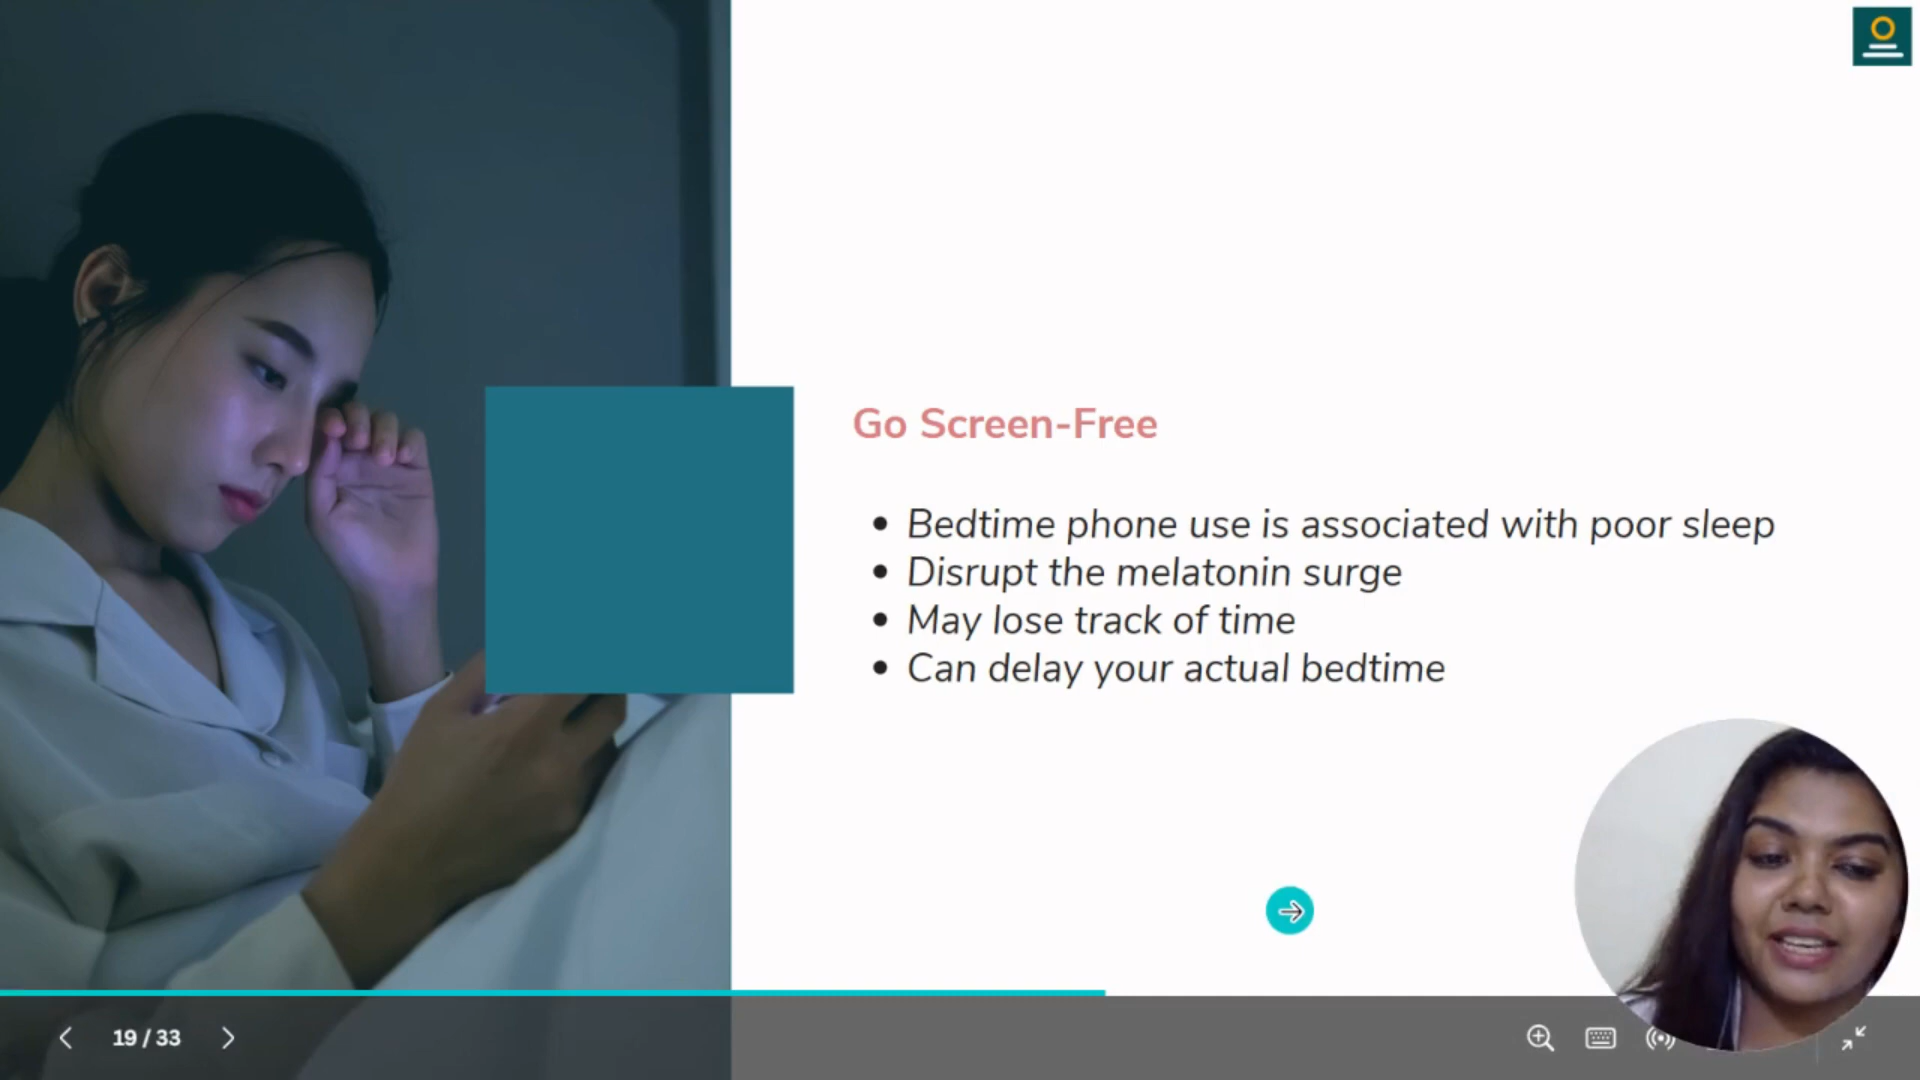 Go Screen-Free
• Bedtime phone use is associated with poor sleep
• Disrupt the melatonin surge
• May lose track of time
• Can delay your actual bedtime
19 / 33